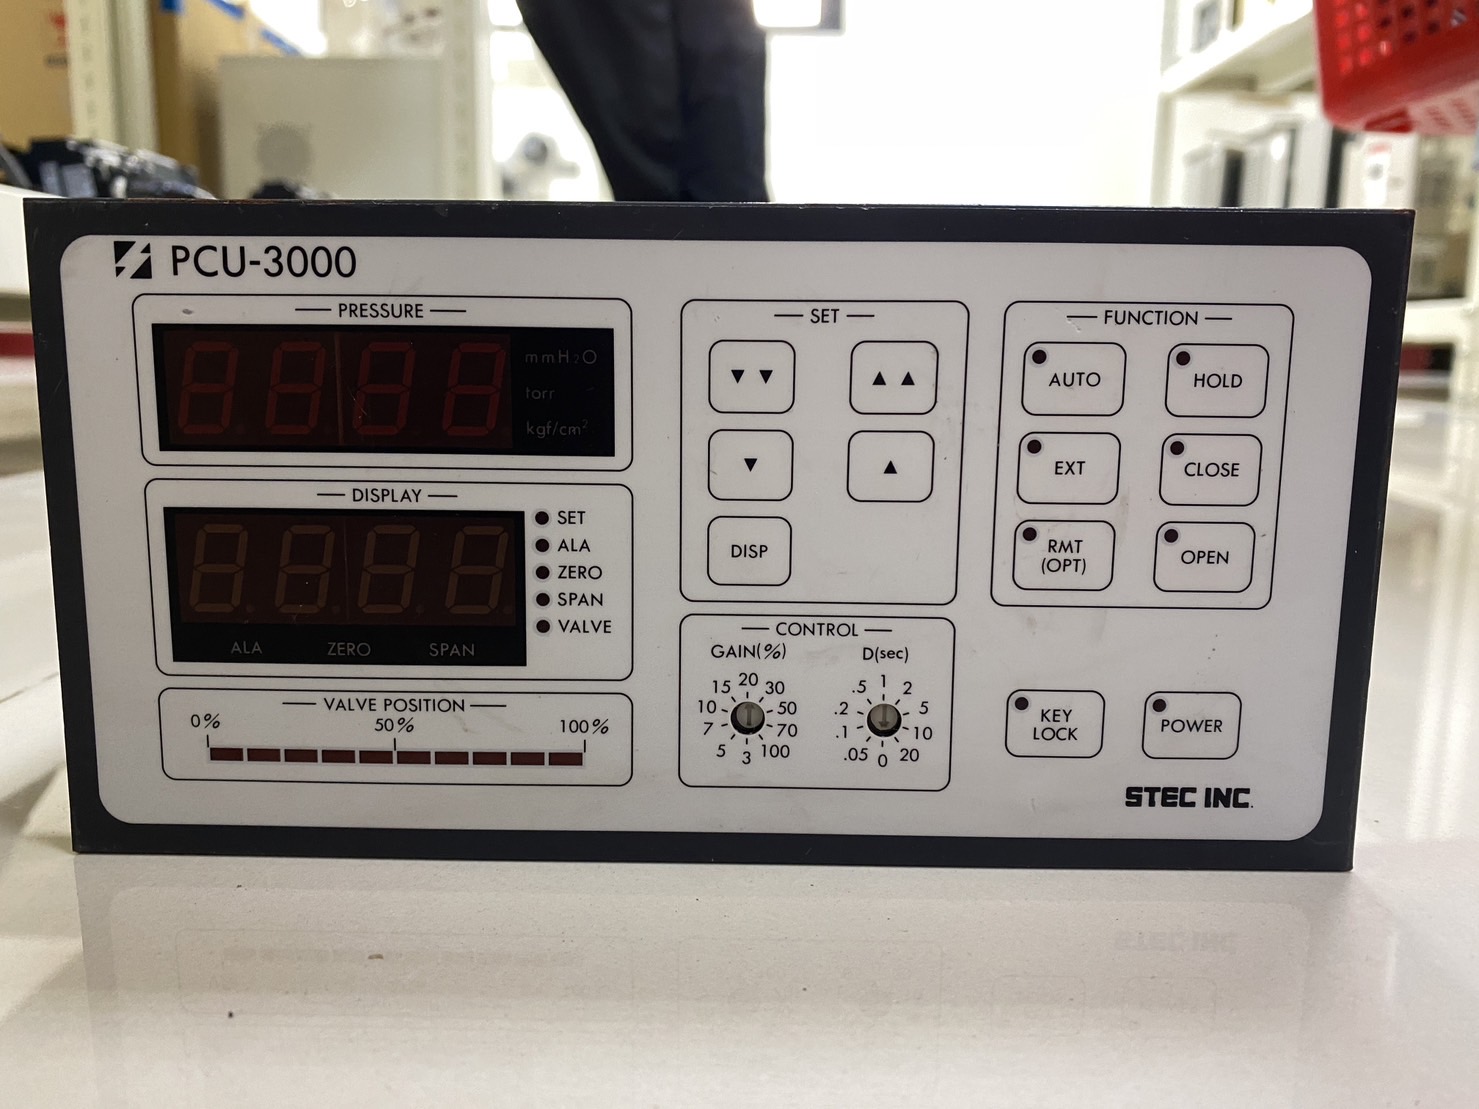 PCU-3000
PRESSURE
mmH2O
torr
kgf/cm²
DISPLAY
SET
ALA
ZERO
SPAN
VALVE
ALA ZERO SPAN
VALVE POSITION
0% 50% 100%
SET
▼▼ ▲▲
▼ ▲
DISP
CONTROL
GAIN(%)
3 5 7 10 15 20 30 50 70 100
D(sec)
0 .05 .1 .2 .5 1 2 5 10 20
FUNCTION
AUTO HOLD
EXT CLOSE
RMT
(OPT)
OPEN
KEY
LOCK
POWER
STEC INC.